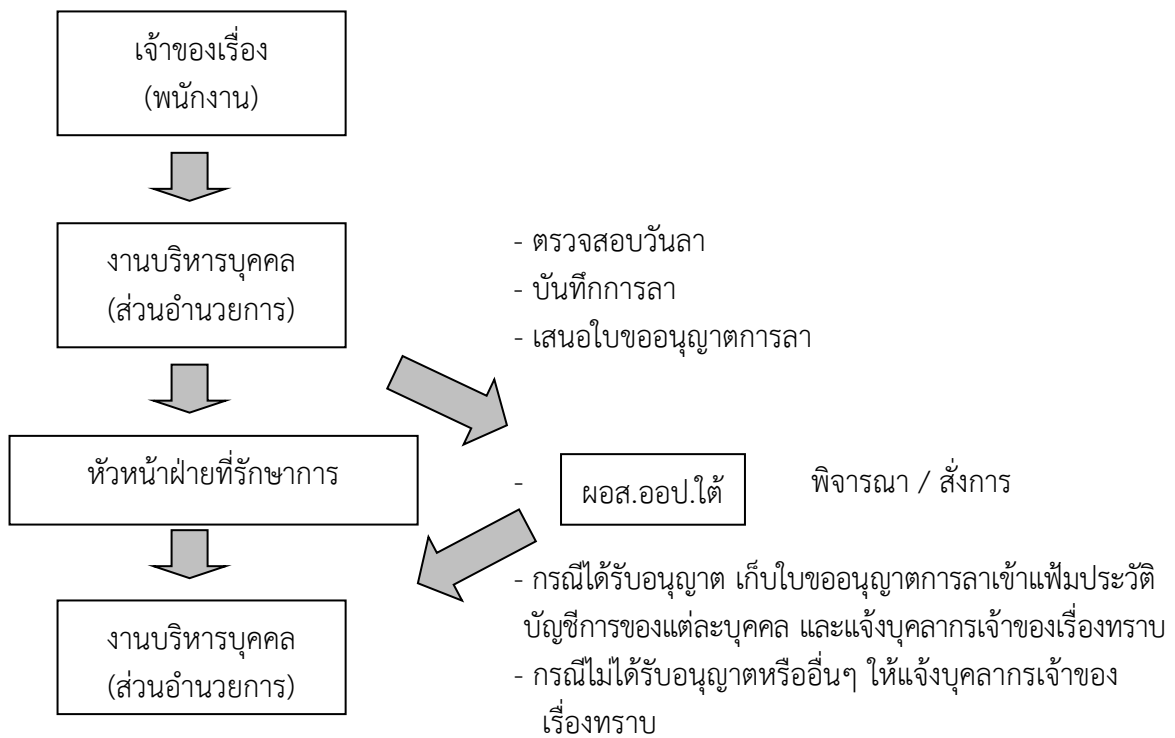 เจ้าของเรื่อง
(พนักงาน)
งานบริหารบุคคล
(ส่วนอำนวยการ)
- ตรวจสอบวันลา
- บันทึกการลา
- เสนอใบขออนุญาตการลา
หัวหน้าฝ่ายที่รักษาการ
-
ผอส.ออป.ใต้
พิจารณา / สั่งการ
งานบริหารบุคคล
(ส่วนอำนวยการ)
- กรณีได้รับอนุญาต เก็บใบขออนุญาตการลาเข้าแฟ้มประวัติ
บัญชีการของแต่ละบุคคล และแจ้งบุคลากรเจ้าของเรื่องทราบ
- กรณีไม่ได้รับอนุญาตหรืออื่นๆ ให้แจ้งบุคลากรเจ้าของ
เรื่องทราบ